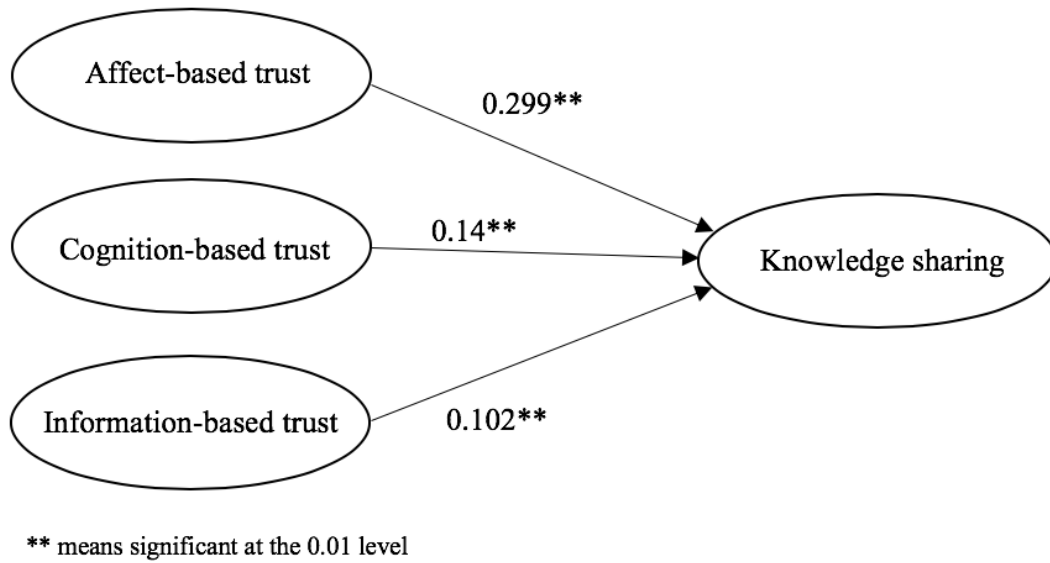 Affect-based trust
0.299**
Cognition-based trust
0.14**
Knowledge sharing
Information-based trust
0.102**
** means significant at the 0.01 level